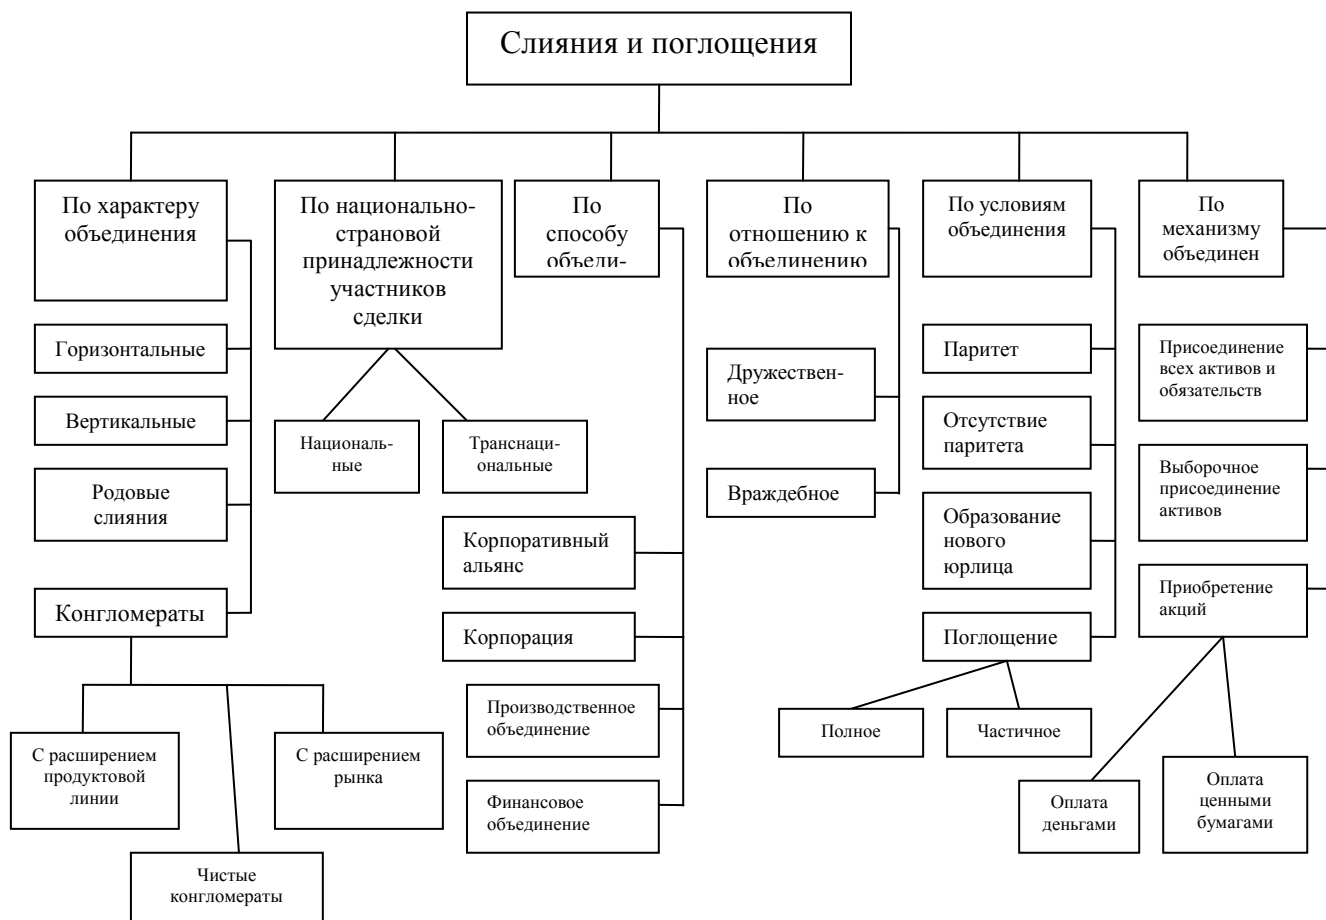 Слияния и поглощения
По характеру
объединения
По национально-
страновой
принадлежности
участников
сделки
По
способу
объеди-
По
отношению к
объединению
По условиям
объединения
По
механизму
объединен
Горизонтальные
Вертикальные
Родовые
слияния
Конгломераты
С расширением
продуктовой
линии
С расширением
рынка
Чистые
конгломераты
Националь-
ные
Транснаци-
ональные
Корпоративный
альянс
Корпорация
Производственное
объединение
Финансовое
объединение
Дружествен-
ное
Враждебное
Паритет
Отсутствие
паритета
Образование
нового
юрлица
Поглощение
Полное
Частичное
Присоединение
всех активов и
обязательств
Выборочное
присоединение
активов
Приобретение
акций
Оплата
деньгами
Оплата
ценными
бумагами